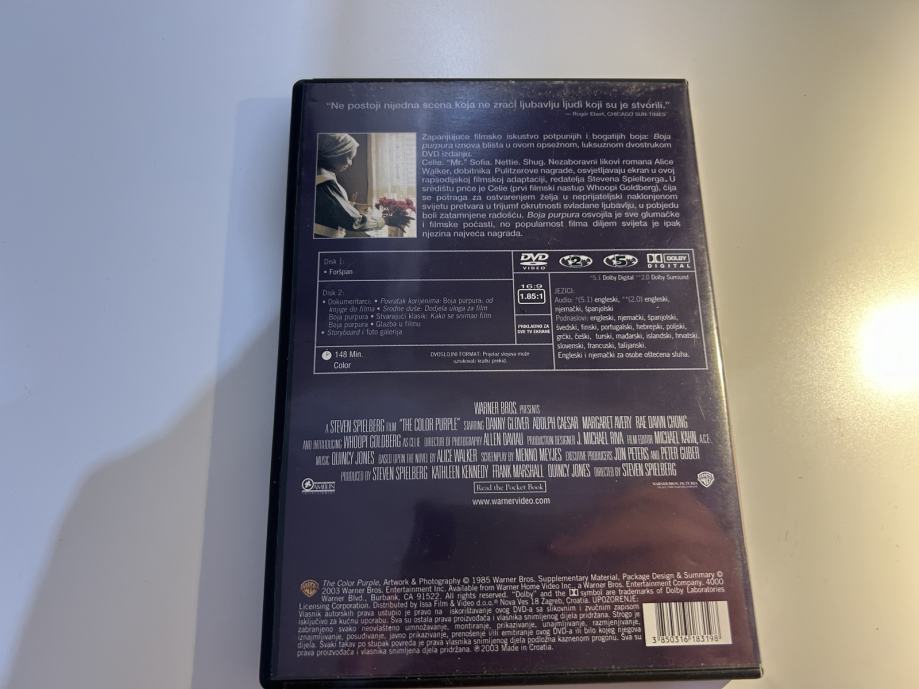 "Ne postoji nijedna scena koja ne zrači ljubavlju ljudi koji su je stvorili."
— Roger Ebert, CHICAGO SUN-TIMES
Zapanjujuće filmsko iskustvo potpunijih i bogatijih boja: Boja
purpura iznova blista u ovom opsežnom, luksuznom dvostrukom
DVD izdanju.
Celie. "Mr." Sofia. Nettie. Shug. Nezaboravni likovi romana Alice
Walker, dobitnika Pulitzerove nagrade, osvjetljavaju ekran u ovoj
rapsodijskoj filmskoj adaptaciji, redatelja Stevena Spielberga. U
središtu priče je Celie (prvi filmski nastup Whoopi Goldberg), čija
se potraga za ostvarenjem želja u neprijateljski naklonjenom
svijetu pretvara u trijumf okrutnosti svladane ljubavlju, u pobjedu
boli zatamnjene radošću. Boja purpura osvojila je sve glumačke
i filmske počasti, no popularnost filma diljem svijeta je ipak
njezina najveća nagrada.
Disk 1:
• Foršpan
Disk 2:
• Dokumentarci: • Povratak korijenima: Boja purpura: od
knjige do filma • Srodne duše: Dodjela uloga za film
Boja purpura • Stvarajući klasik: Kako se snimao film
Boja purpura • Glazba u filmu
• Storyboard i foto galerija
148 Min.
Color
DVOSLOJNI FORMAT: Prijelaz slojeva može
uzrokovati kratku prekid.
DVD VIDEO
2
5
DOLBY DIGITAL
16:9
1.85:1
PRIKLADNO ZA
SVE TV EKRANE
*5.1 Dolby Digital **2.0 Dolby Surround
JEZICI:
Audio: *(5.1) engleski, **(2.0) engleski,
njemački, španjolski
Podnaslovi: engleski, njemački, španjolski,
švedski, finski, portugalski, hebrejski, poljski,
grčki, češki, turski, mađarski, islandski, hrvatski,
slovenski, francuski, talijanski.
Engleski i njemački za osobe oštećena sluha.
WARNER BROS. PRESENTS
A STEVEN SPIELBERG FILM "THE COLOR PURPLE" STARRING DANNY GLOVER ADOLPH CAESAR MARGARET AVERY RAE DAWN CHONG
AND INTRODUCING WHOOPI GOLDBERG AS CELIE DIRECTOR OF PHOTOGRAPHY ALLEN DAVIAU PRODUCTION DESIGNER J. MICHAEL RIVA FILM EDITOR MICHAEL KAHN, A.C.E.
MUSIC QUINCY JONES BASED UPON THE NOVEL BY ALICE WALKER SCREENPLAY BY MENNO MEYJES EXECUTIVE PRODUCERS JON PETERS AND PETER GUBER
PRODUCED BY STEVEN SPIELBERG KATHLEEN KENNEDY FRANK MARSHALL QUINCY JONES DIRECTED BY STEVEN SPIELBERG
AMBLIN
Read the Pocket Book
WARNER BROS. PICTURES
www.warnervideo.com
The Color Purple, Artwork & Photography © 1985 Warner Bros. Supplementary Material, Package Design & Summary ©
2003 Warner Bros. Entertainment Inc. Available from Warner Home Video Inc., a Warner Bros. Entertainment Company. 4000
Warner Blvd., Burbank, CA 91522. All rights reserved. "Dolby" and the symbol are trademarks of Dolby Laboratories
Licensing Corporation. Distributed by Issa Film & Video d.o.o.® Nova Ves 18 Zagreb, Croatia. UPOZORENJE:
Vlasnik autorskih prava ustupio je pravo na iskorištavanje ovog DVD-a sa slikovnim i zvučnim zapisom
isključivo za kućnu uporabu. Sva su ostala prava proizvođača i vlasnika snimljenog djela pridržana. Strogo je
zabranjeno svako neovlašteno umnožavanje, montiranje, prikazivanje, unajmljivanje, razmjenjivanje,
iznajmljivanje, posuđivanje, javno prikazivanje, prenošenje i/ili emitiranje ovog DVD-a ili bilo kojeg njegova
dijela. Svaki takav po stupak povreda je prava vlasnika snimljenog djela podložna kaznenom progonu. Sva su
prava proizvođača i vlasnika snimljena djela pridržana. ℗ 2003 Made in Croatia.
3 850316 183198